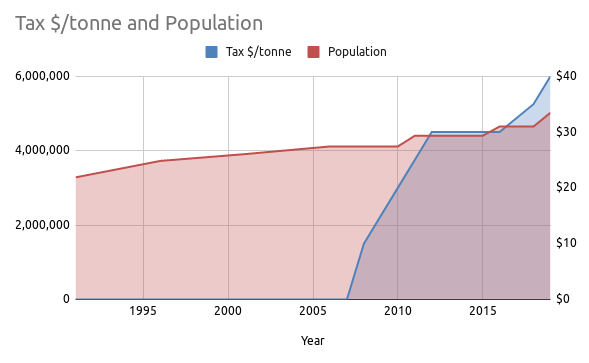 Tax $/tonne and Population
Tax $/tonne Population
6,000,000 $40
$30
4,000,000
$20
2,000,000
$10
0 $0
1995 2000 2005 2010 2015
Year